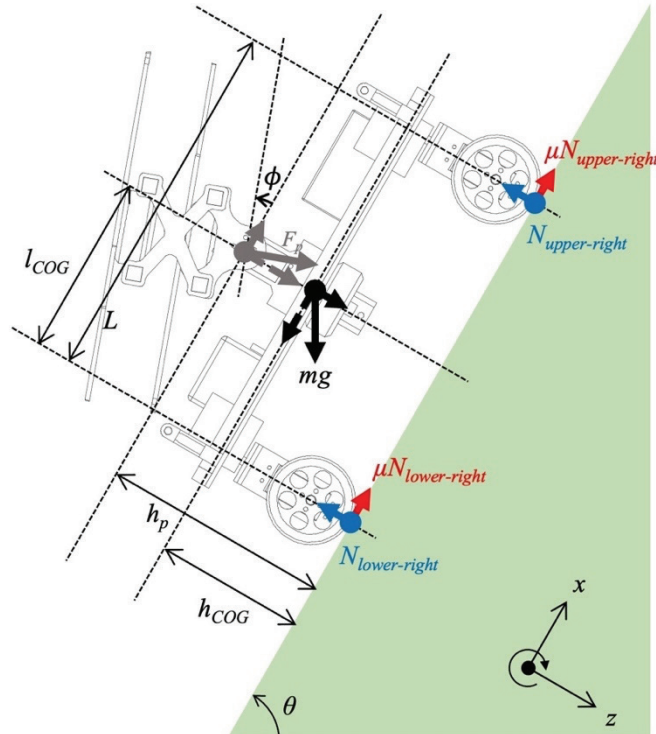 ϕ
μN_upper-right
F_p
N_upper-right
l_COG
L
mg
μN_lower-right
h_p
N_lower-right
h_COG
x
θ
z